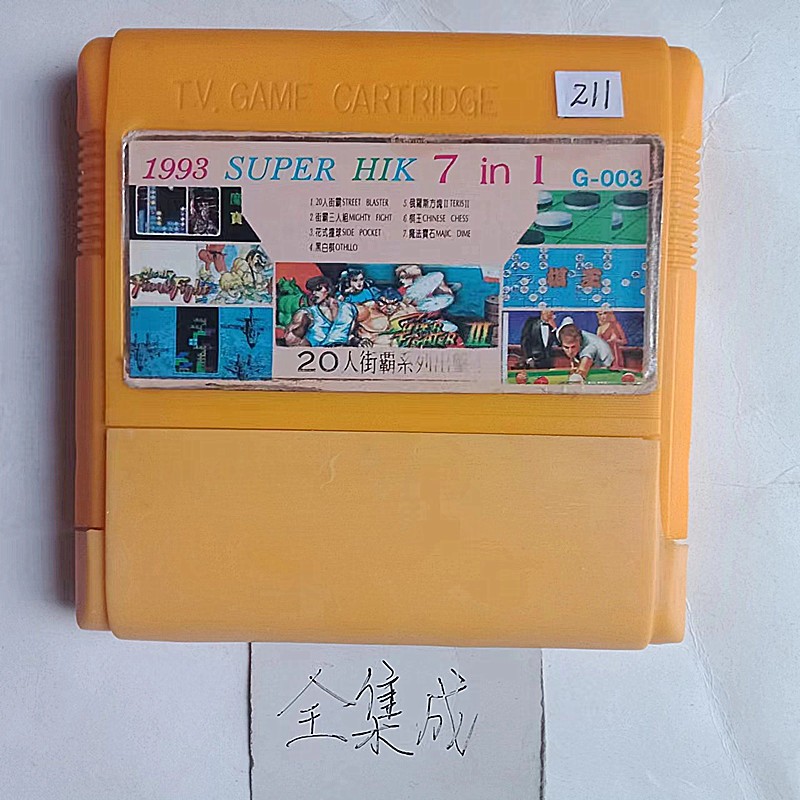 TV. GAME CARTRIDGE
211
1993 SUPER HIK 7 in 1
G-003
1.20人街霸STREET BLASTER
2.街霸三人組MIGHTY FIGHT
3.花式撞球SIDE POCKET
4.黑白棋OTHLLO
5.俄羅斯方塊II TERISII
6.棋王CHINESE CHESS
7.魔法寶石MAJIC DIME
寶
FIGHTER III
20人街霸系列出擊
全集成